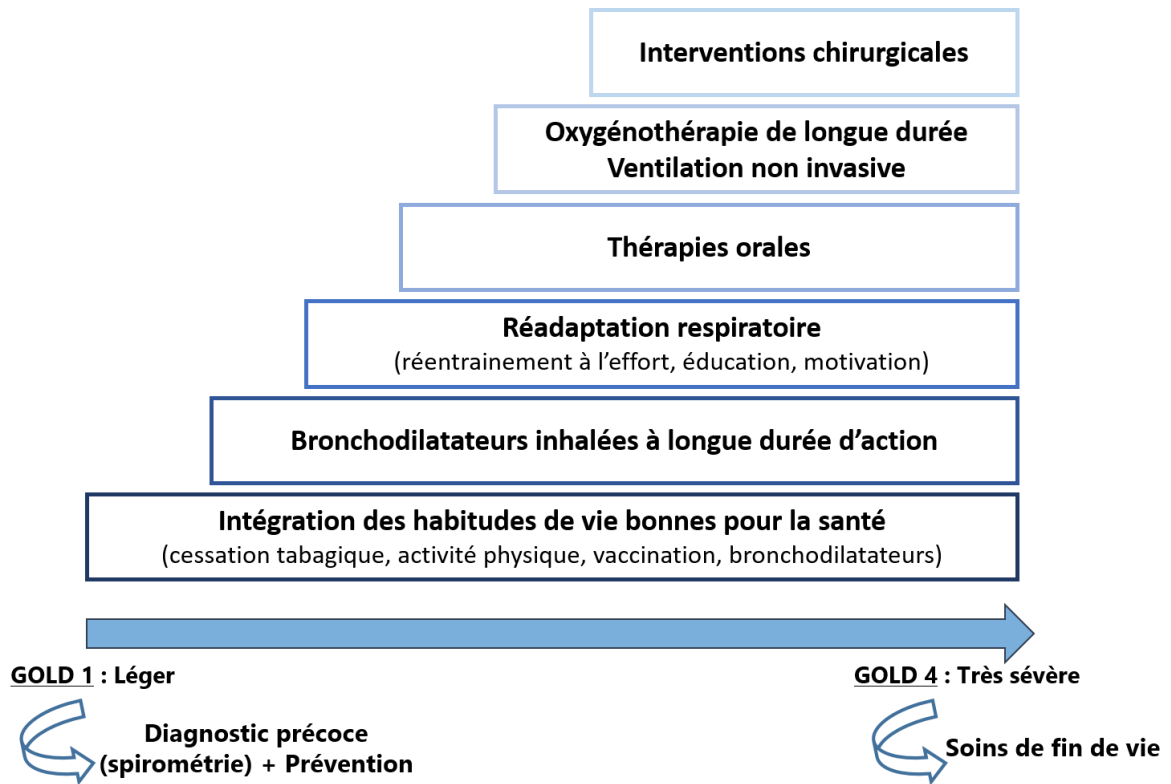 Interventions chirurgicales
Oxygénothérapie de longue durée
Ventilation non invasive
Thérapies orales
Réadaptation respiratoire
(réentrainement à l'effort, éducation, motivation)
Bronchodilatateurs inhalées à longue durée d'action
Intégration des habitudes de vie bonnes pour la santé
(cessation tabagique, activité physique, vaccination, bronchodilatateurs)
GOLD 1 : Léger
GOLD 4 : Très sévère
Diagnostic précoce
(spirométrie) + Prévention
Soins de fin de vie